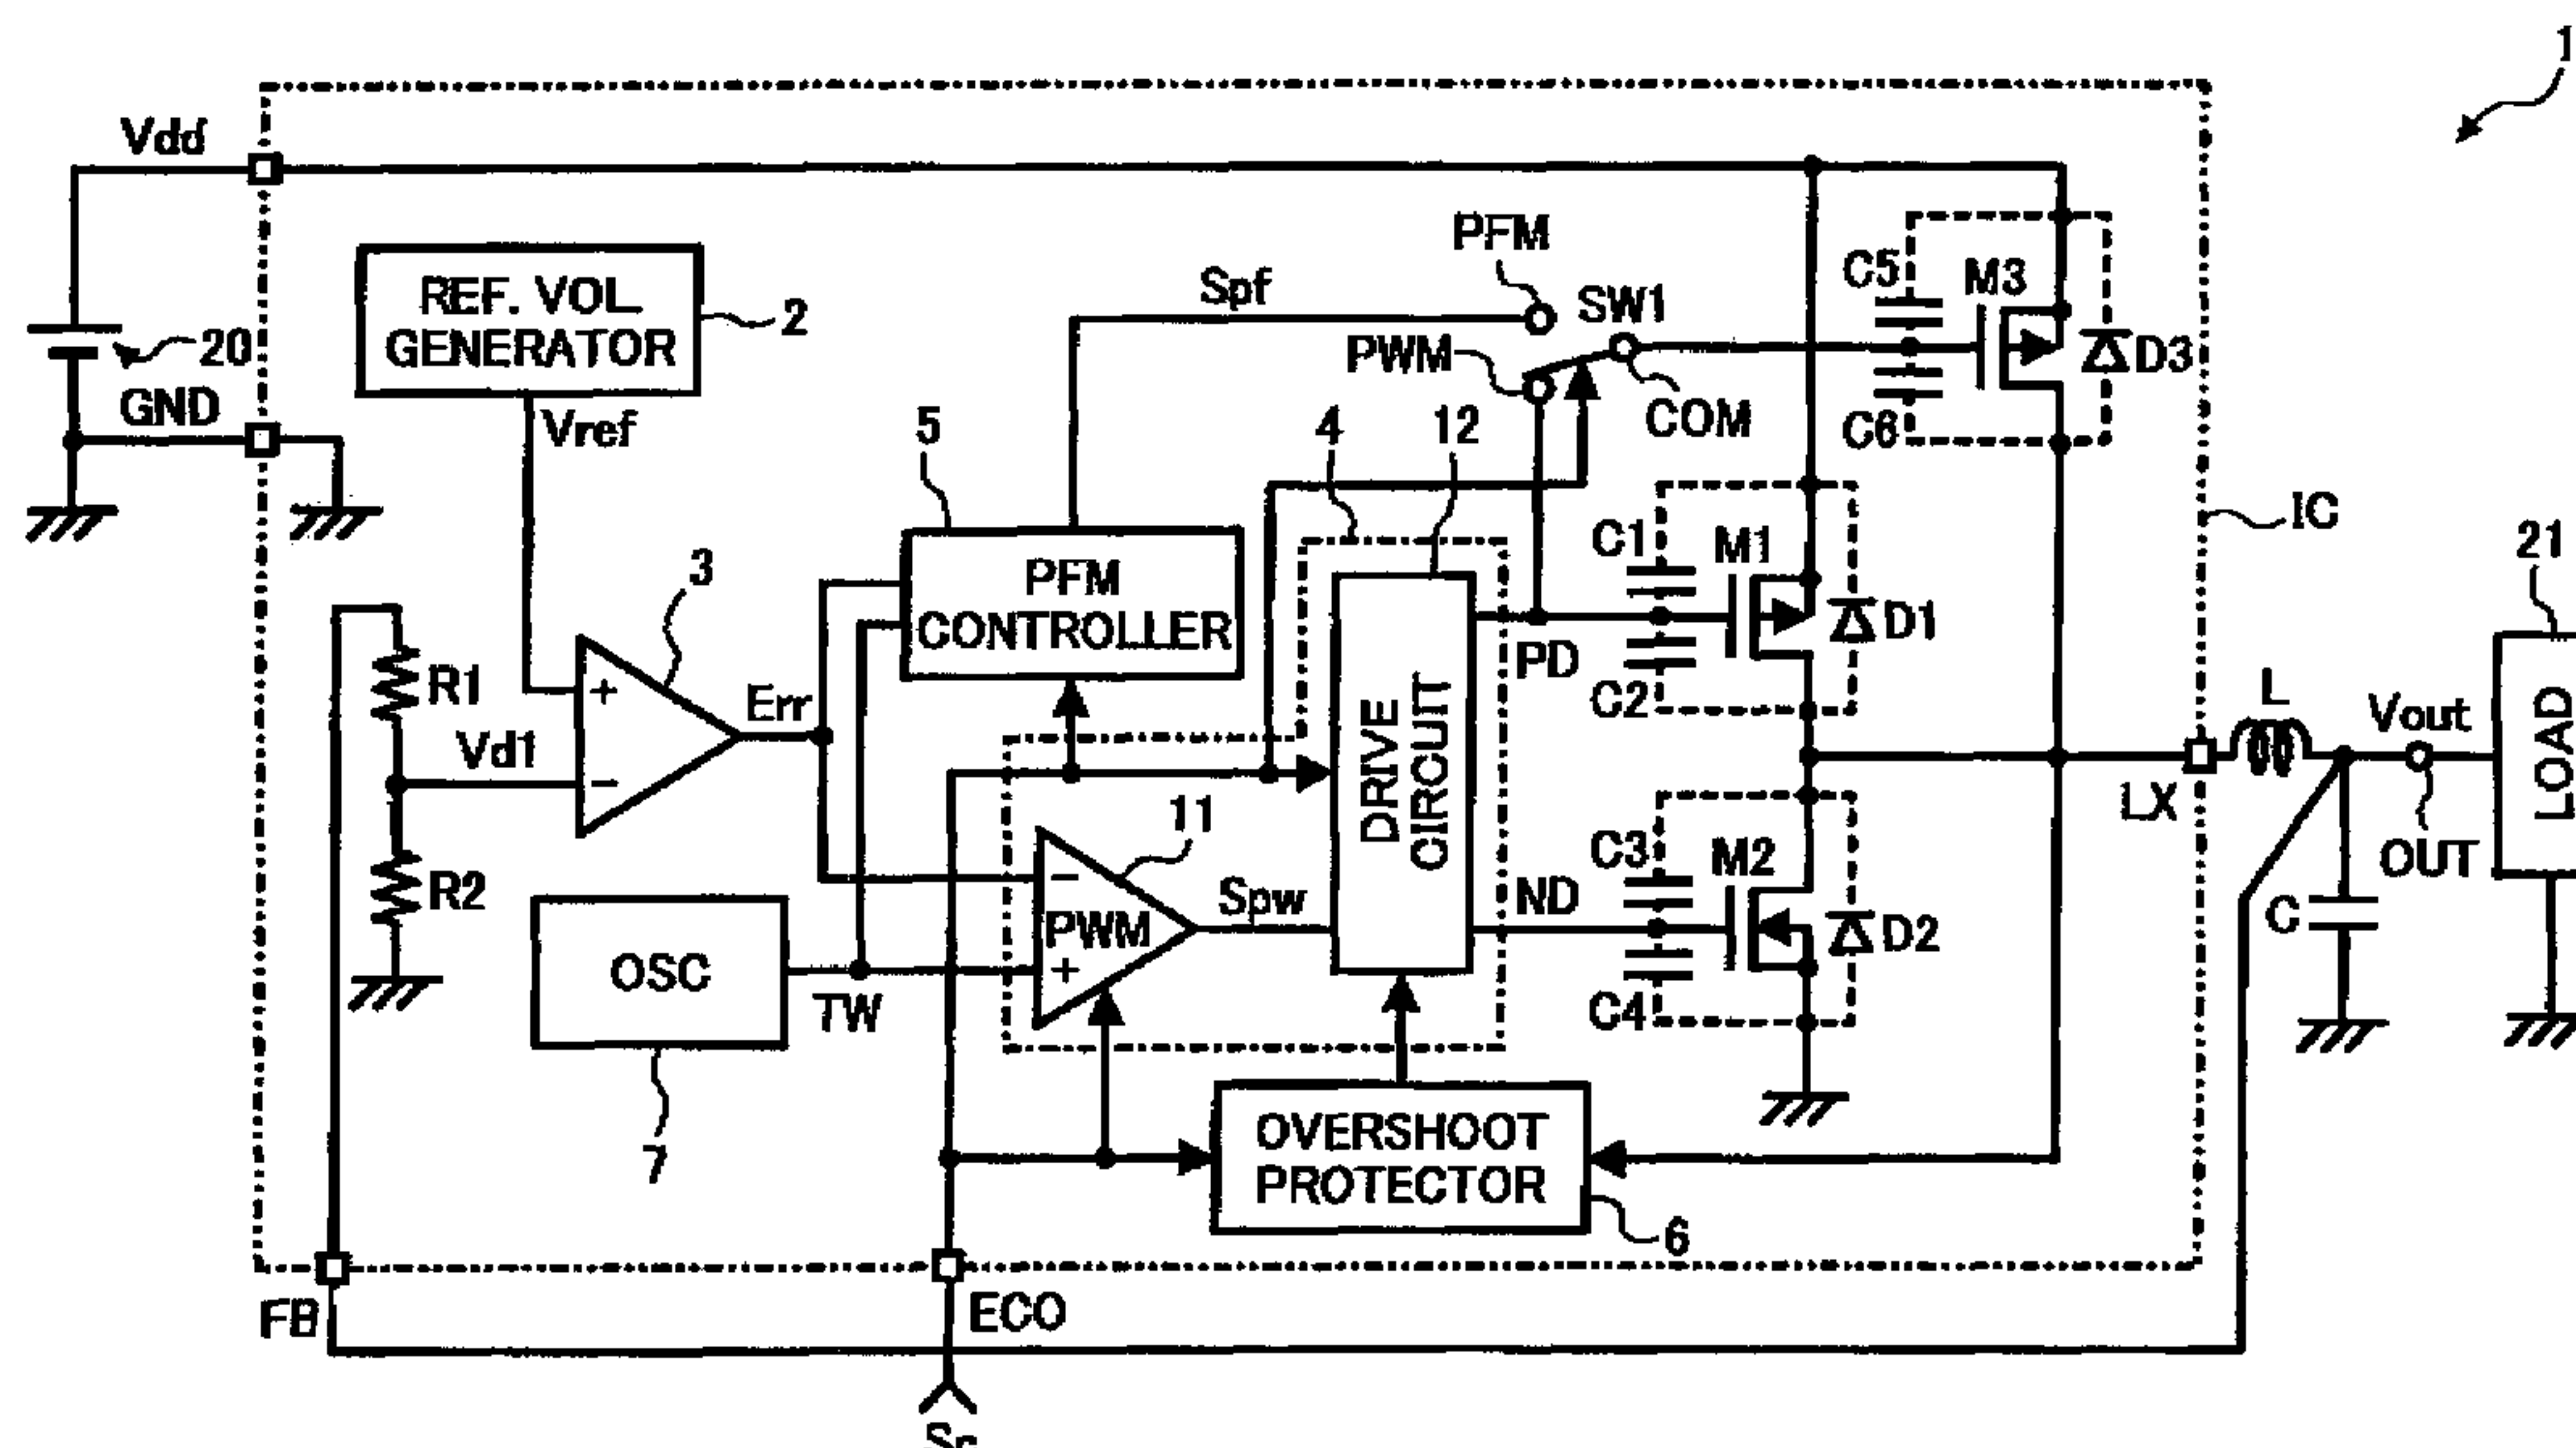 1
Vdd
PFM
REF. VOL
GENERATOR
2
Spf
SW1
C5
M3
20
PWM
D3
GND
Vref
COM
C6
5
4
12
IC
3
PFM
CONTROLLER
C1
M1
21
R1
Err
PD
D1
C2
L
Vout
LOAD
Vd1
+
−
DRIVE
CIRCUIT
11
LX
R2
−
PWM
+
Spw
ND
C3
M2
OUT
C
D2
OSC
TW
C4
7
OVERSHOOT
PROTECTOR
6
FB
ECO